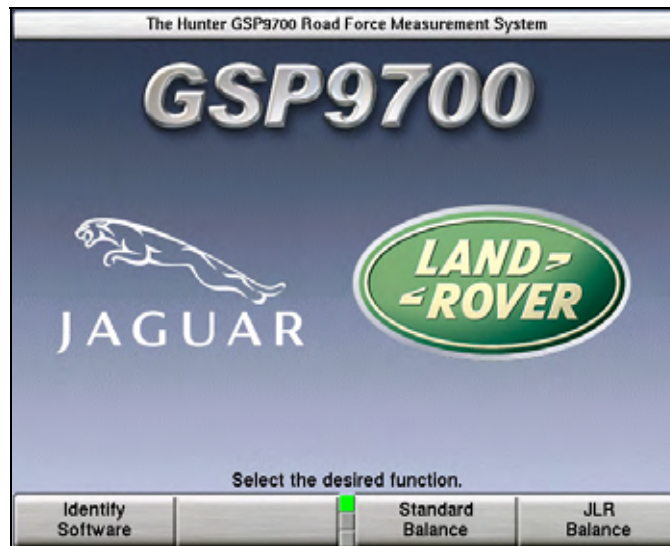 The Hunter GSP9700 Road Force Measurement System
GSP9700
JAGUAR
LAND
ROVER
Select the desired function.
Identify
Software
Standard
Balance
JLR
Balance